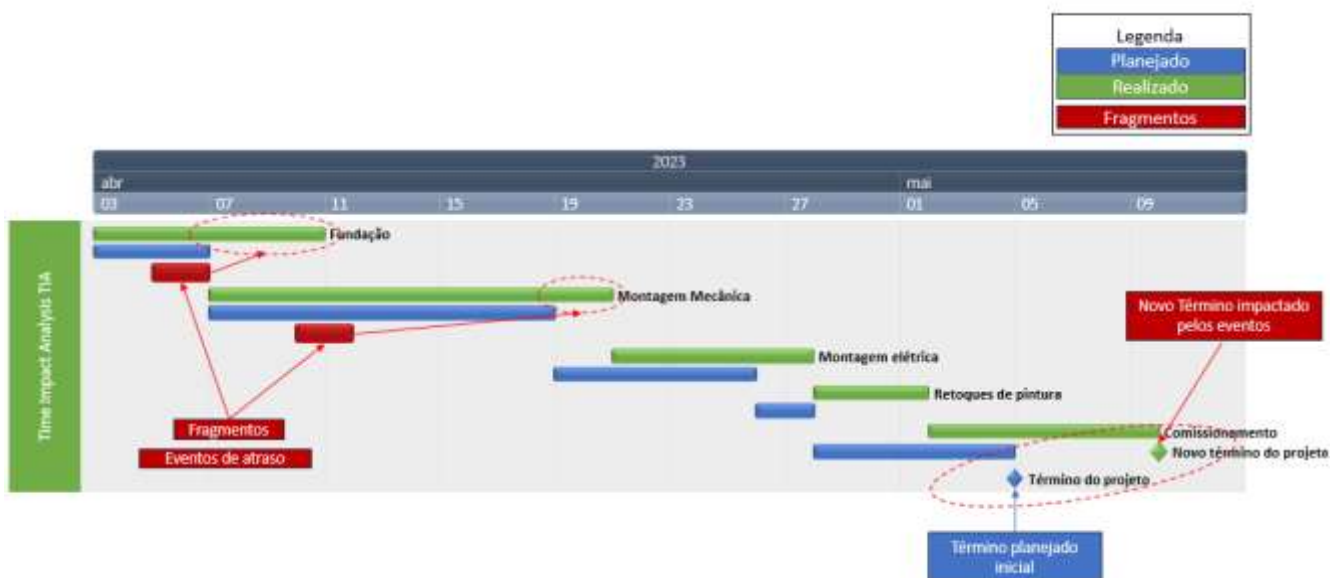 Legenda
Planejado
Realizado
Fragmentos
2023
abr
mai
03
07
11
15
19
23
27
01
05
09
Time Impact Analysis TIA
Fundação
Montagem Mecânica
Novo Término impactado
pelos eventos
Montagem elétrica
Retoques de pintura
Fragmentos
Eventos de atraso
Comissionamento
Novo término do projeto
Término do projeto
Término planejado
inicial